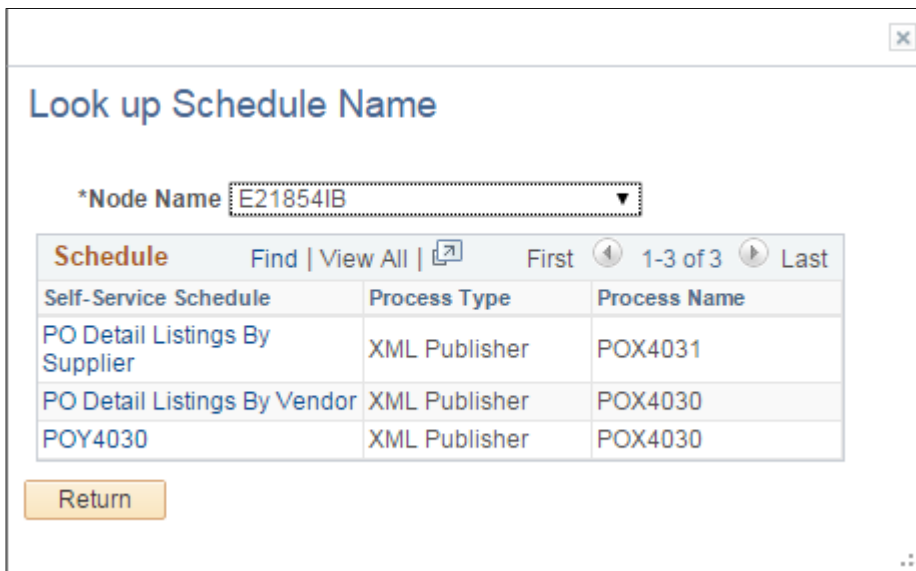 Look up Schedule Name
*Node Name E21854IB
Schedule Find | View All | First 1-3 of 3 Last
Self-Service Schedule Process Type Process Name
PO Detail Listings By
Supplier XML Publisher POX4031
PO Detail Listings By Vendor XML Publisher POX4030
POY4030 XML Publisher POX4030
Return